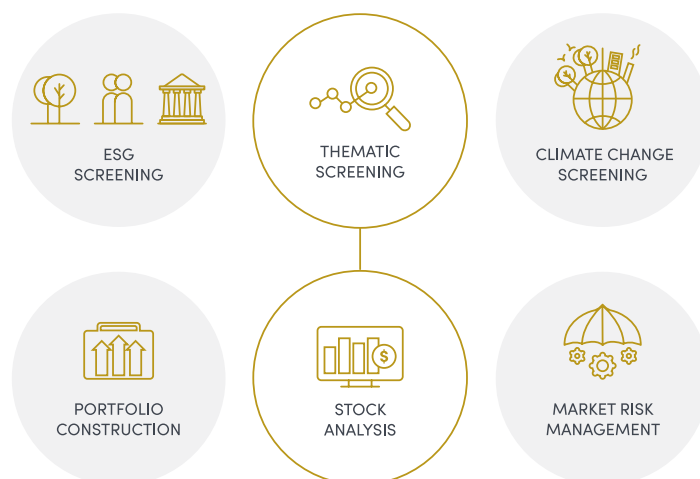 ESG
SCREENING
THEMATIC
SCREENING
CLIMATE CHANGE
SCREENING
$
PORTFOLIO
CONSTRUCTION
STOCK
ANALYSIS
MARKET RISK
MANAGEMENT